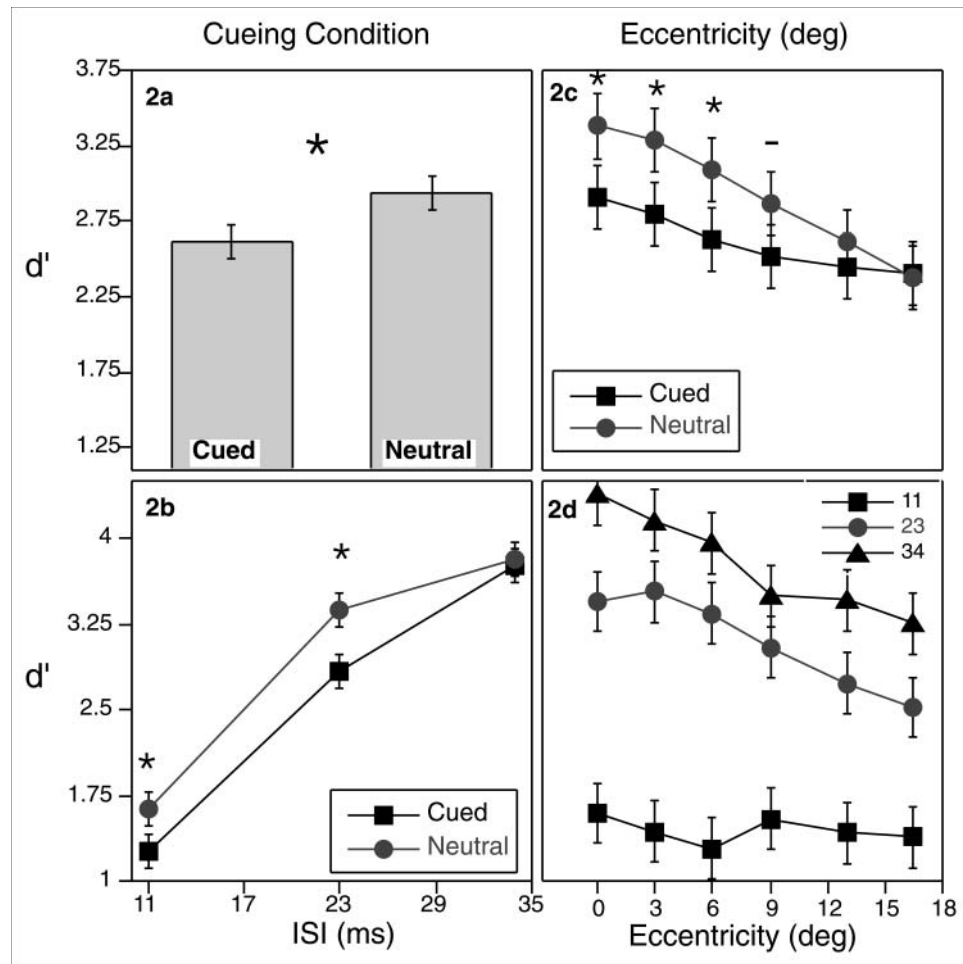 Cueing Condition
Eccentricity (deg)
3.75
3.25
2.75
2.25
1.75
1.25
d'
2a
*
Cued
Neutral
2c
* * * -
Cued
Neutral
4
3.25
2.5
1.75
1
d'
2b
*
*
Cued
Neutral
11 17 23 29 35
ISI (ms)
2d
11
23
34
0 3 6 9 12 15 18
Eccentricity (deg)